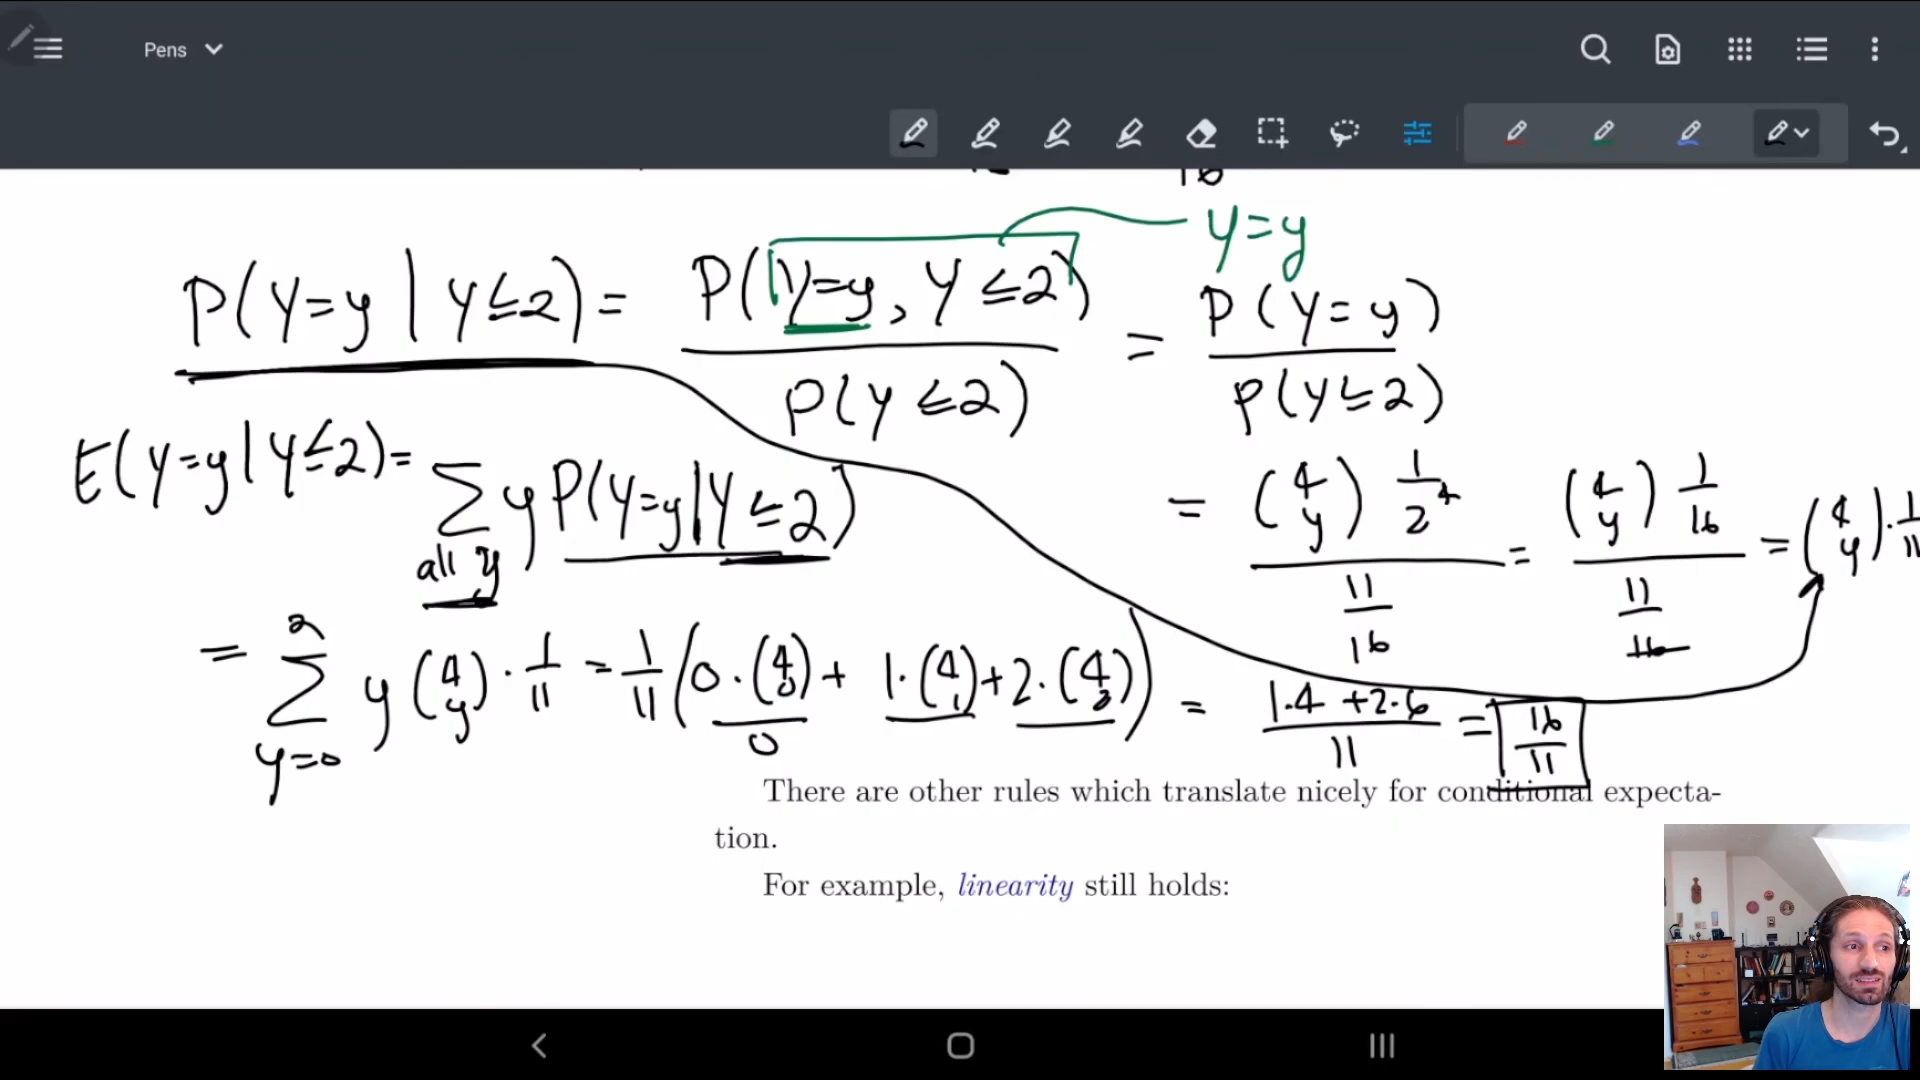 Pens
16
Y=y
P(Y=y | Y≤2) = P(Y=y, Y≤2) / P(Y≤2) = P(Y=y) / P(Y≤2)
E(Y=y | Y≤2) = ∑ all y y P(Y=y | Y≤2)
= (4 y) 1/2⁴ / 11/16 = (4 y) 1/16 / 11/16 = (4 y) · 1/11
= ∑ y=0 2 y (4 y) · 1/11 = 1/11 (0 · (4 0) + 1 · (4 1) + 2 · (4 2)) = 1·4 + 2·6 / 11 = 16/11
0
There are other rules which translate nicely for conditional expecta-
tion.
For example, linearity still holds: